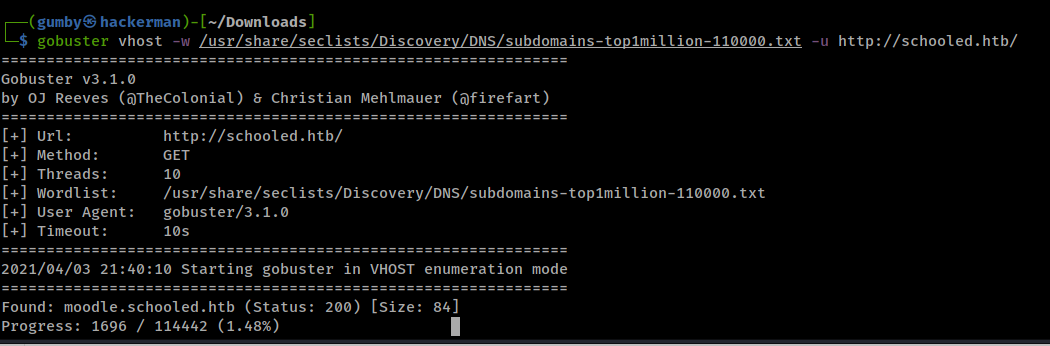 ┌──(gumby㉿hackerman)-[~/Downloads]
└─$ gobuster vhost -w /usr/share/seclists/Discovery/DNS/subdomains-top1million-110000.txt -u http://schooled.htb/
===============================================================
Gobuster v3.1.0
by OJ Reeves (@TheColonial) & Christian Mehlmauer (@firefart)
===============================================================
[+] Url:          http://schooled.htb/
[+] Method:       GET
[+] Threads:      10
[+] Wordlist:     /usr/share/seclists/Discovery/DNS/subdomains-top1million-110000.txt
[+] User Agent:   gobuster/3.1.0
[+] Timeout:      10s
===============================================================
2021/04/03 21:40:10 Starting gobuster in VHOST enumeration mode
===============================================================
Found: moodle.schooled.htb (Status: 200) [Size: 84]
Progress: 1696 / 114442 (1.48%)